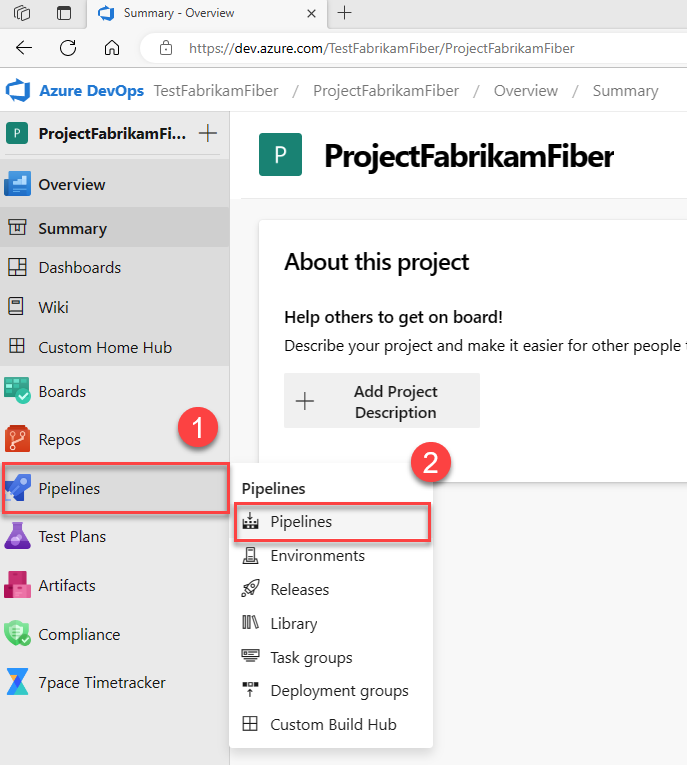 Summary - Overview
https://dev.azure.com/TestFabrikamFiber/ProjectFabrikamFiber
Azure DevOps TestFabrikamFiber / ProjectFabrikamFiber / Overview / Summary
P ProjectFabrikamFi...
Overview
Summary
Dashboards
Wiki
Custom Home Hub
Boards
Repos
1
Pipelines
Test Plans
Artifacts
Compliance
7pace Timetracker
P ProjectFabrikamFiber
About this project
Help others to get on board!
Describe your project and make it easier for other people
Add Project
Description
2
Pipelines
Pipelines
Environments
Releases
Library
Task groups
Deployment groups
Custom Build Hub